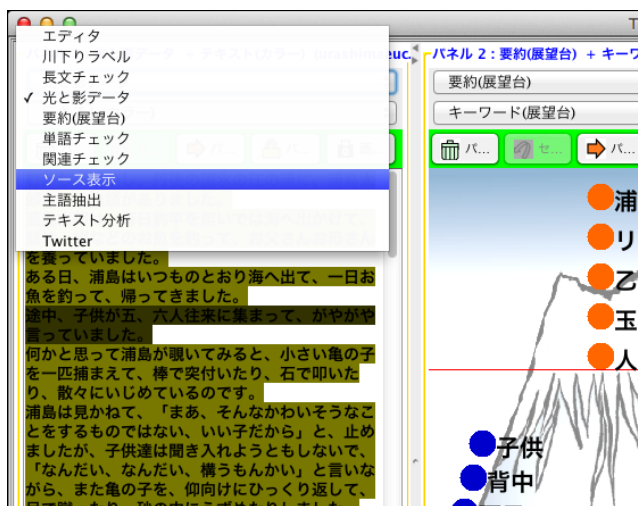 エディタ
川下りラベル
長文チェック
✓ 光と影データ
要約(展望台)
単語チェック
関連チェック
ソース表示
主語抽出
テキスト分析
Twitter
を養っていました。
ある日、浦島はいつものとおり海へ出て、一日お
魚を釣って、帰ってきました。
途中、子供が五、六人往来に集まって、がやがや
言っていました。
何かと思って浦島が覗いてみると、小さい亀の子
を一匹捕まえて、棒で突付いたり、石で叩いた
り、散々にいじめているのです。
浦島は見かねて、「まあ、そんなかわいそうなこ
とをするものではない、いい子だから」と、止め
ましたが、子供達は聞き入れようともしないで、
「なんだい、なんだい、構うもんかい」と言いな
がら、また亀の子を、仰向けにひっくり返して、
パネル 2：要約(展望台) + キーワ
要約(展望台)
キーワード(展望台)
パ...
セ...
パ...
浦
リ
乙
玉
人
子供
背中